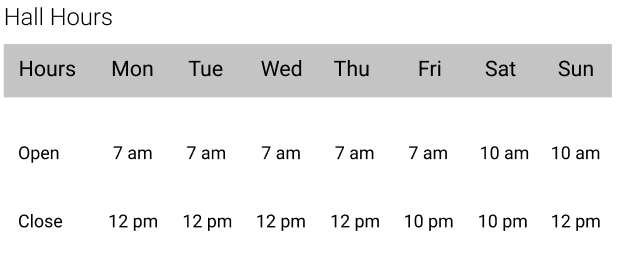 Hall Hours
Hours Mon Tue Wed Thu Fri Sat Sun
Open 7 am 7 am 7 am 7 am 7 am 10 am 10 am
Close 12 pm 12 pm 12 pm 12 pm 10 pm 10 pm 12 pm